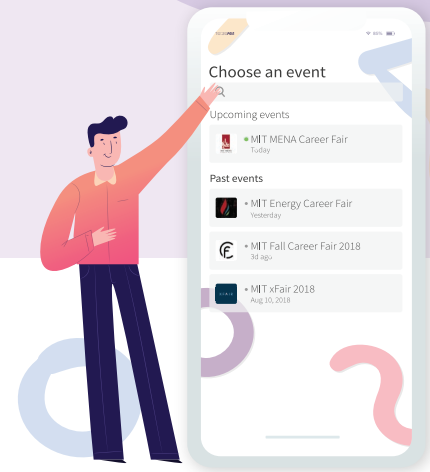 48%
Choose an event
Upcoming events
MIT MENA Career Fair
Today
Past events
MIT Energy Career Fair
Yesterday
MIT Fall Career Fair 2018
3d ago
MIT xFair 2018
Aug 10, 2018